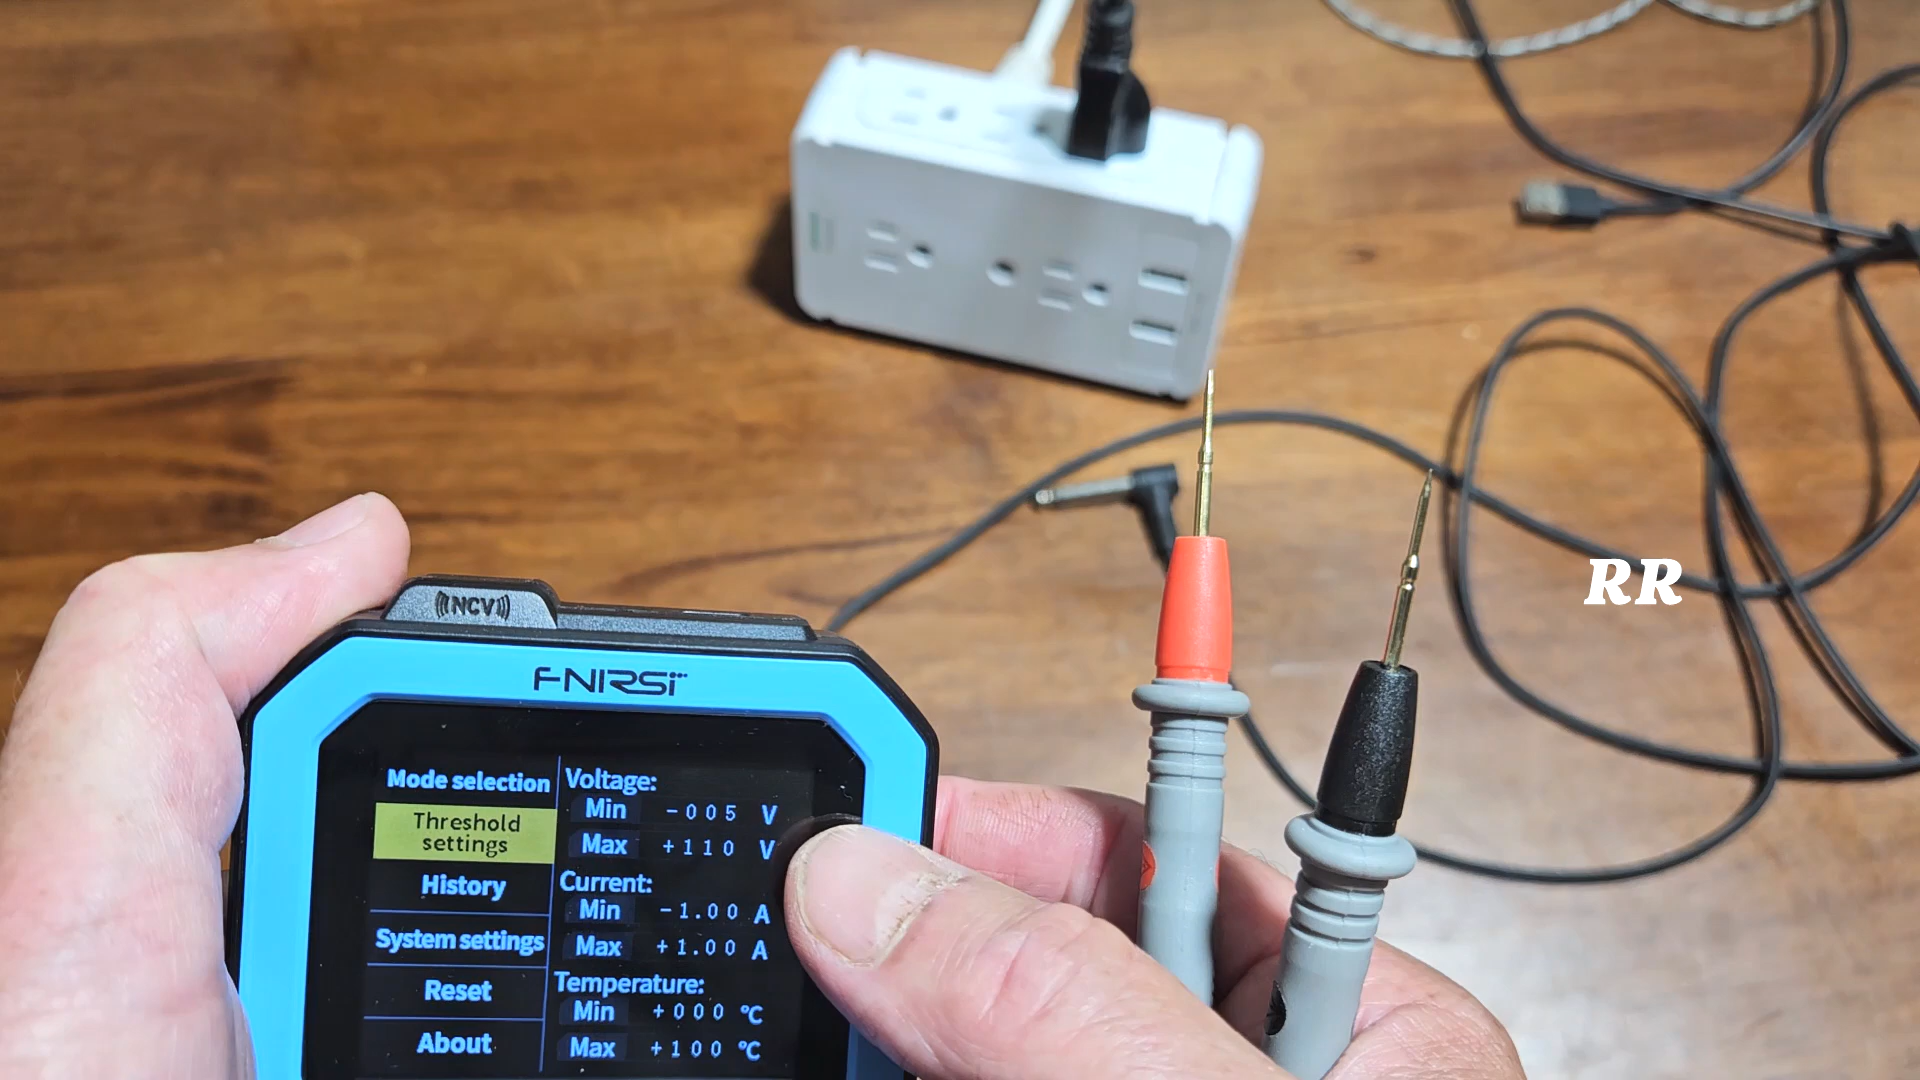 RR
((NCV))
FNIRSI
Mode selection
Threshold
settings
History
System settings
Reset
About
Voltage:
Min -005 V
Max +110 V
Current:
Min -1.00 A
Max +1.00 A
Temperature:
Min +000 °C
Max +100 °C